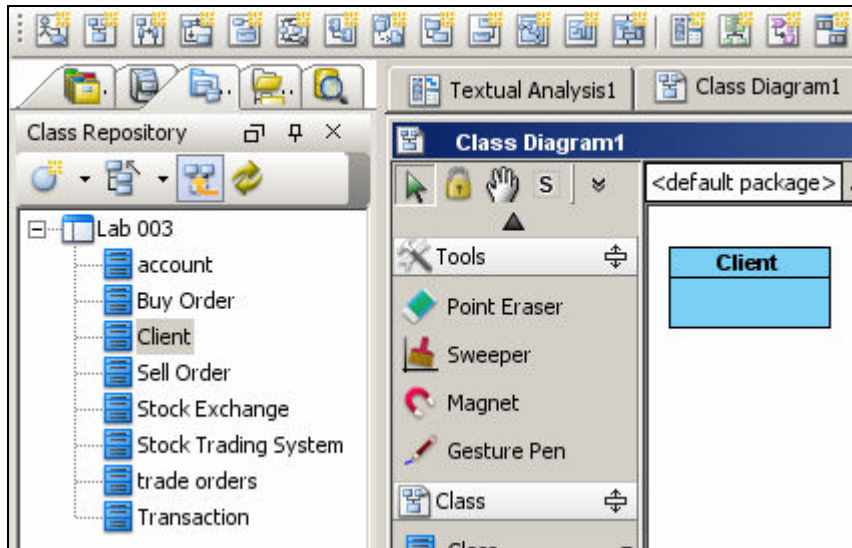 Textual Analysis1
Class Diagram1
Class Repository
Class Diagram1
S
<default package>
Lab 003
account
Buy Order
Client
Sell Order
Stock Exchange
Stock Trading System
trade orders
Transaction
Tools
Point Eraser
Sweeper
Magnet
Gesture Pen
Class
Class
Client